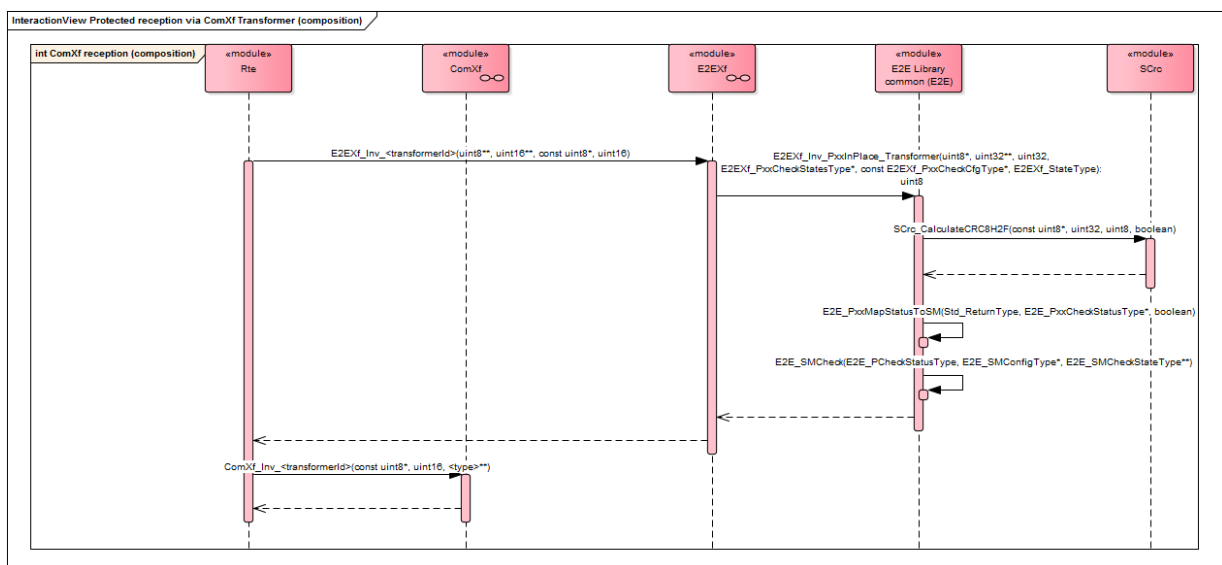 InteractionView Protected reception via ComXf Transformer (composition)
int ComXf reception (composition)
«module»
Rte
«module»
ComXf
«module»
E2EXf
«module»
E2E Library
common (E2E)
«module»
SCrc
E2EXf_Inv_<transformerId>(uint8**, uint16**, const uint8*, uint16)
E2EXf_Inv_PxxInPlace_Transformer(uint8*, uint32**, uint32,
E2EXf_PxxCheckStatesType*, const E2EXf_PxxCheckCfgType*, E2EXf_StateType):
uint8
SCrc_CalculateCRC8H2F(const uint8*, uint32, uint8, boolean)
E2E_PxxMapStatusToSM(Std_ReturnType, E2E_PxxCheckStatusType*, boolean)
E2E_SMCheck(E2E_PCheckStatusType, E2E_SMConfigType*, E2E_SMCheckStateType**)
ComXf_Inv_<transformerId>(const uint8*, uint16, <type>**)